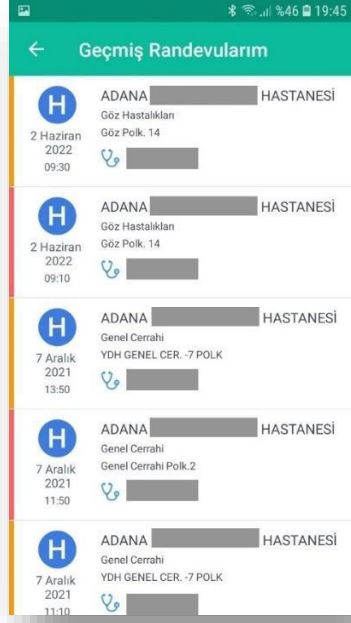 %46 19:45
Geçmiş Randevularım
H
ADANA HASTANESİ
Göz Hastalıkları
Göz Polk. 14
2 Haziran
2022
09:30
H
ADANA HASTANESİ
Göz Hastalıkları
Göz Polk. 14
2 Haziran
2022
09:10
H
ADANA HASTANESİ
Genel Cerrahi
YDH GENEL CER. -7 POLK
7 Aralık
2021
13:50
H
ADANA HASTANESİ
Genel Cerrahi
Genel Cerrahi Polk.2
7 Aralık
2021
11:50
H
ADANA HASTANESİ
Genel Cerrahi
YDH GENEL CER. -7 POLK
7 Aralık
2021
11:10